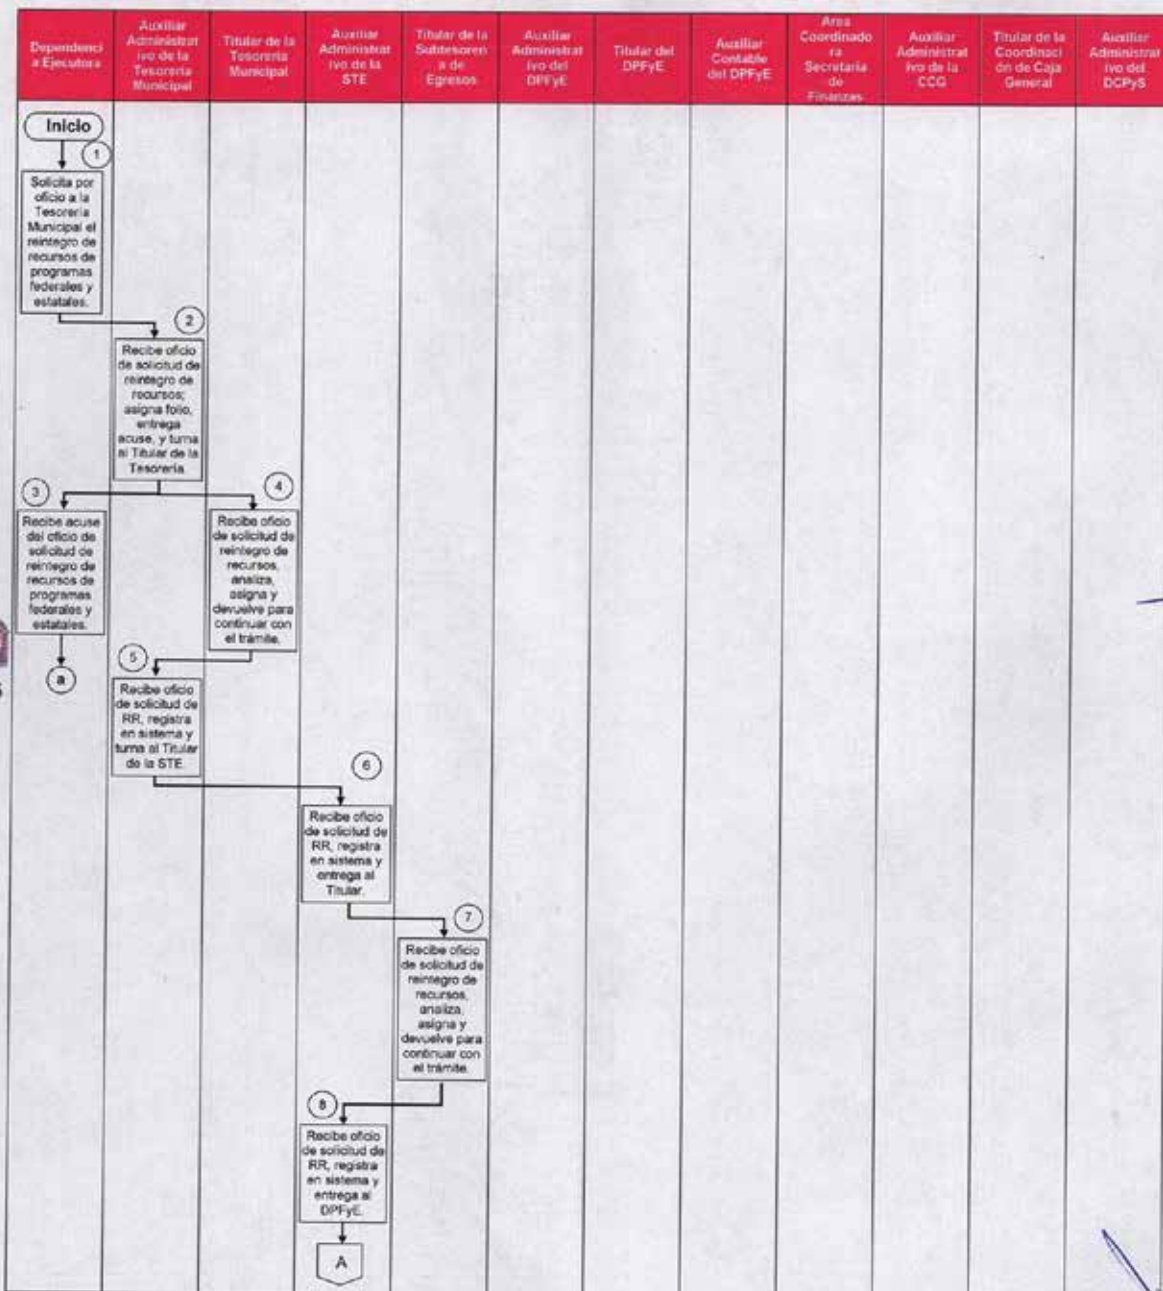 Dependenci
a Ejecutora
Auxiliar
Administrat
ivo de la
Tesorería
Municipal
Titular de la
Tesorería
Municipal
Auxiliar
Administrat
ivo de la
STE
Titular de la
Subtesorerí
a de
Egresos
Auxiliar
Administrat
ivo del
DPFyE
Titular del
DPFyE
Auxiliar
Contable
del DPFyE
Área
Coordinado
ra
Secretaría
de
Finanzas
Auxiliar
Administrat
ivo de la
CCG
Titular de la
Coordinaci
ón de Caja
General
Auxiliar
Administrat
ivo del
DCPyS
Inicio
1
Solicita por
oficio a la
Tesorería
Municipal el
reintegro de
recursos de
programas
federales y
estatales.
2
Recibe oficio
de solicitud de
reintegro de
recursos;
asigna folio,
entrega
acuse, y turna
al Titular de la
Tesorería
3
Recibe acuse
del oficio de
solicitud de
reintegro de
recursos de
programas
federales y
estatales.
a
4
Recibe oficio
de solicitud de
reintegro de
recursos,
analiza,
asigna y
devuelve para
continuar con
el trámite.
5
Recibe oficio
de solicitud de
RR, registra
en sistema y
turna al Titular
de la STE.
6
Recibe oficio
de solicitud de
RR, registra
en sistema y
entrega al
Titular.
7
Recibe oficio
de solicitud de
reintegro de
recursos,
analiza,
asigna y
devuelve para
continuar con
el trámite.
8
Recibe oficio
de solicitud de
RR, registra
en sistema y
entrega al
DPFyE.
A